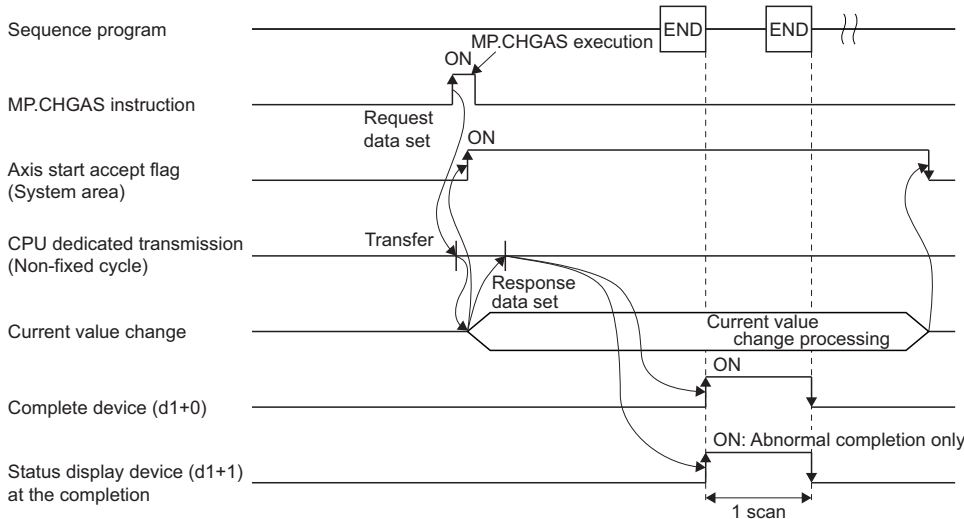 Sequence program
END
END
MP.CHGAS execution
ON
MP.CHGAS instruction
Request
data set
ON
Axis start accept flag
(System area)
CPU dedicated transmission
(Non-fixed cycle)
Transfer
Response
data set
Current value change
Current value
change processing
ON
Complete device (d1+0)
ON: Abnormal completion only
Status display device (d1+1)
at the completion
1 scan